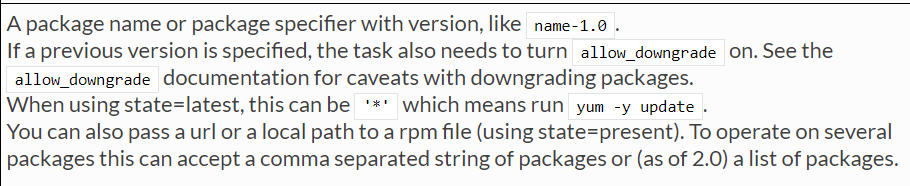 A package name or package specifier with version, like name-1.0 .
If a previous version is specified, the task also needs to turn allow_downgrade on. See the
allow_downgrade documentation for caveats with downgrading packages.
When using state=latest, this can be '*' which means run yum -y update .
You can also pass a url or a local path to a rpm file (using state=present). To operate on several
packages this can accept a comma separated string of packages or (as of 2.0) a list of packages.